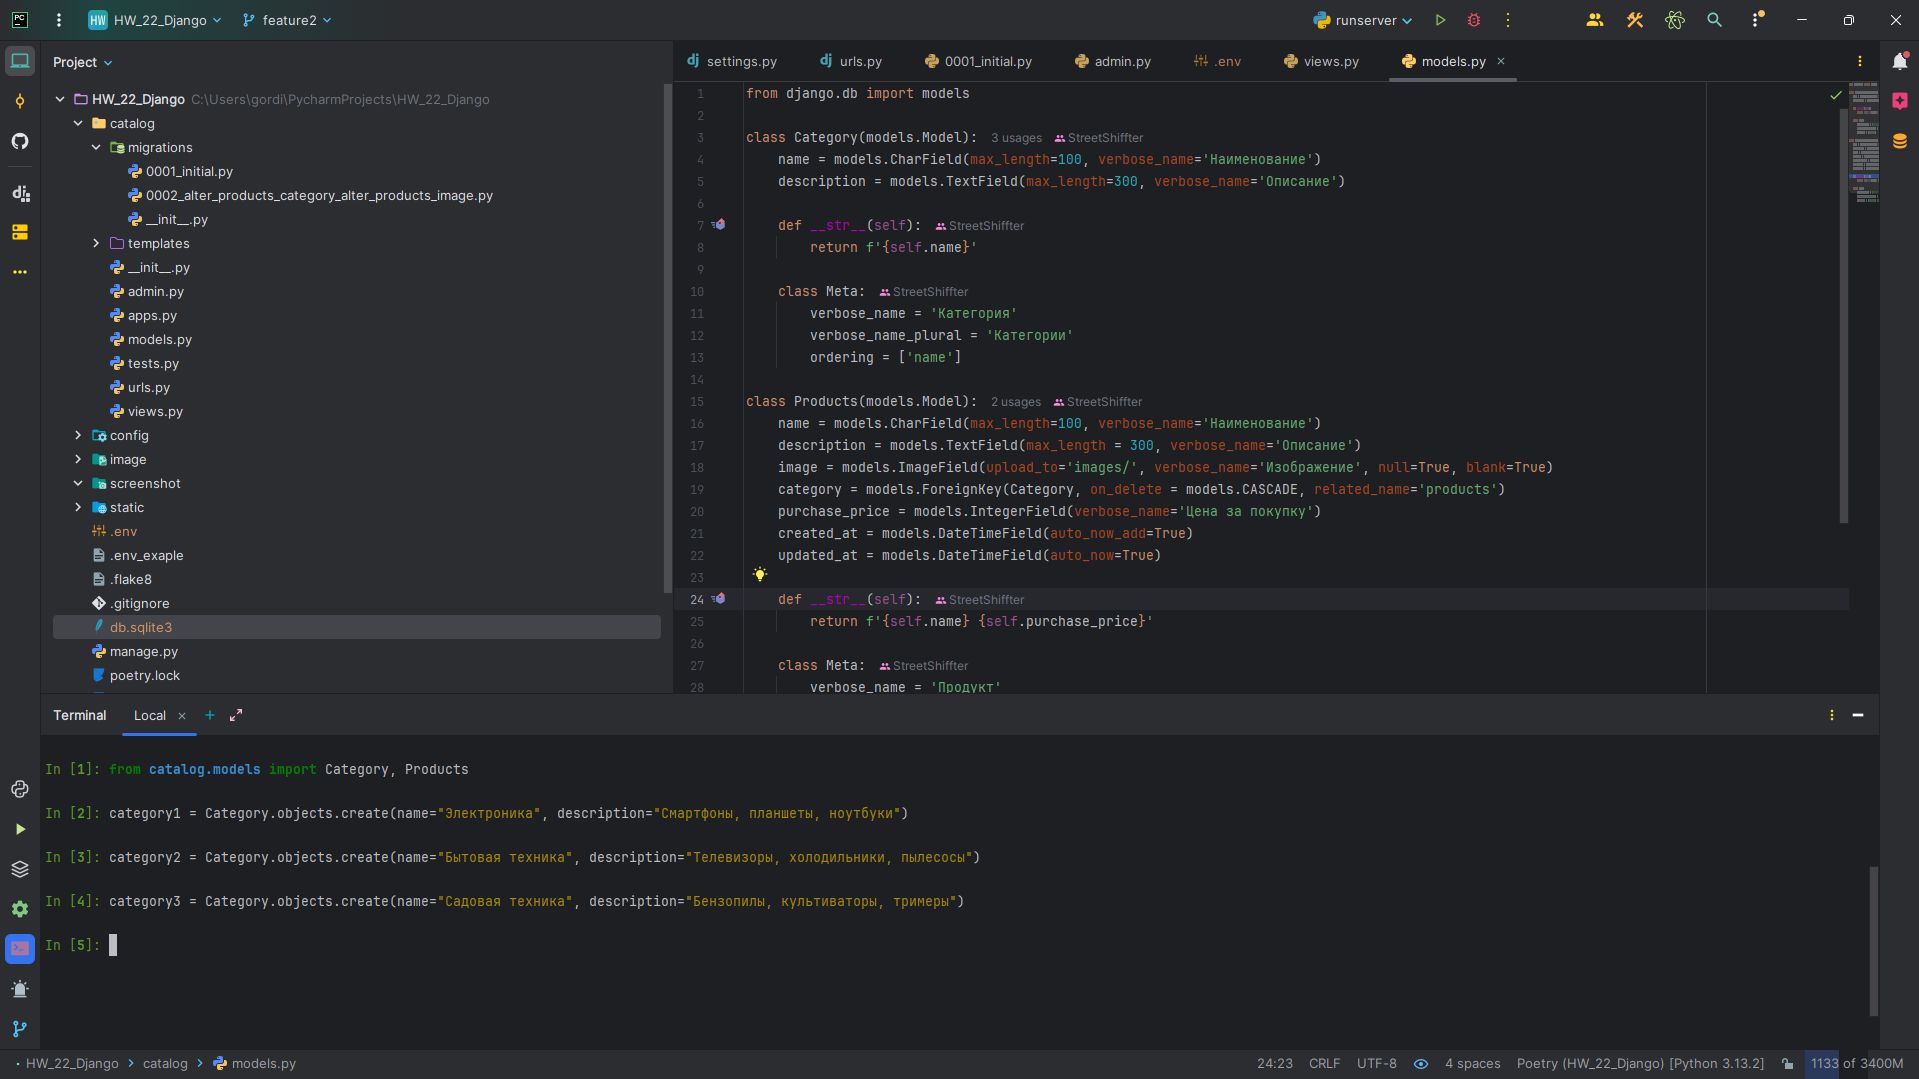 PC
HW HW_22_Django feature2 runserver
Project
settings.py urls.py 0001_initial.py admin.py .env views.py models.py
HW_22_Django C:\Users\gordi\PycharmProjects\HW_22_Django
catalog
migrations
0001_initial.py
0002_alter_products_category_alter_products_image.py
__init__.py
templates
__init__.py
admin.py
apps.py
models.py
tests.py
urls.py
views.py
config
image
screenshot
static
.env
.env_exaple
.flake8
.gitignore
db.sqlite3
manage.py
poetry.lock
1 from django.db import models
2
3 class Category(models.Model): 3 usages StreetShiffter
4 name = models.CharField(max_length=100, verbose_name='Наименование')
5 description = models.TextField(max_length=300, verbose_name='Описание')
6
7 def __str__(self): StreetShiffter
8 return f'{self.name}'
9
10 class Meta: StreetShiffter
11 verbose_name = 'Категория'
12 verbose_name_plural = 'Категории'
13 ordering = ['name']
14
15 class Products(models.Model): 2 usages StreetShiffter
16 name = models.CharField(max_length=100, verbose_name='Наименование')
17 description = models.TextField(max_length = 300, verbose_name='Описание')
18 image = models.ImageField(upload_to='images/', verbose_name='Изображение', null=True, blank=True)
19 category = models.ForeignKey(Category, on_delete = models.CASCADE, related_name='products')
20 purchase_price = models.IntegerField(verbose_name='Цена за покупку')
21 created_at = models.DateTimeField(auto_now_add=True)
22 updated_at = models.DateTimeField(auto_now=True)
23
24 def __str__(self): StreetShiffter
25 return f'{self.name} {self.purchase_price}'
26
27 class Meta: StreetShiffter
28 verbose_name = 'Продукт'
Terminal Local
In [1]: from catalog.models import Category, Products
In [2]: category1 = Category.objects.create(name="Электроника", description="Смартфоны, планшеты, ноутбуки")
In [3]: category2 = Category.objects.create(name="Бытовая техника", description="Телевизоры, холодильники, пылесосы")
In [4]: category3 = Category.objects.create(name="Садовая техника", description="Бензопилы, культиваторы, тримеры")
In [5]:
HW_22_Django catalog models.py 24:23 CRLF UTF-8 4 spaces Poetry (HW_22_Django) [Python 3.13.2] 1133 of 3400M